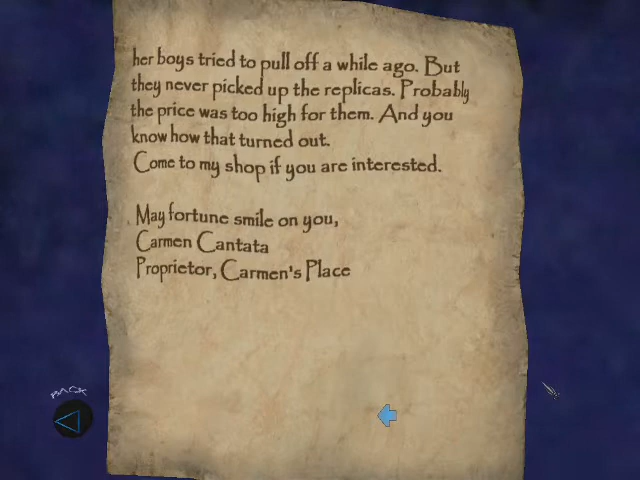 her boys tried to pull off a while ago. But
they never picked up the replicas. Probably
the price was too high for them. And you
know how that turned out.
Come to my shop if you are interested.
May fortune smile on you,
Carmen Cantata
Proprietor, Carmen's Place
BACK